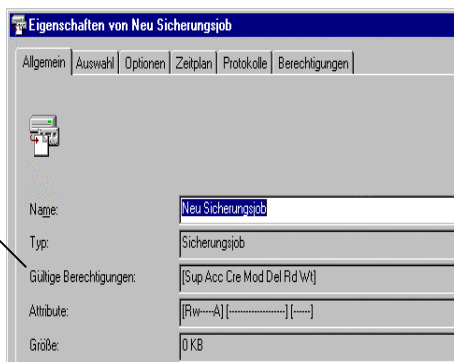 Eigenschaften von Neu Sicherungsjob
Allgemein Auswahl Optionen Zeitplan Protokolle Berechtigungen
Name: Neu Sicherungsjob
Typ: Sicherungsjob
Gültige Berechtigungen: [Sup Acc Cre Mod Del Rd Wt]
Attribute: [Rw----A] [-------------------] [------]
Größe: 0 KB